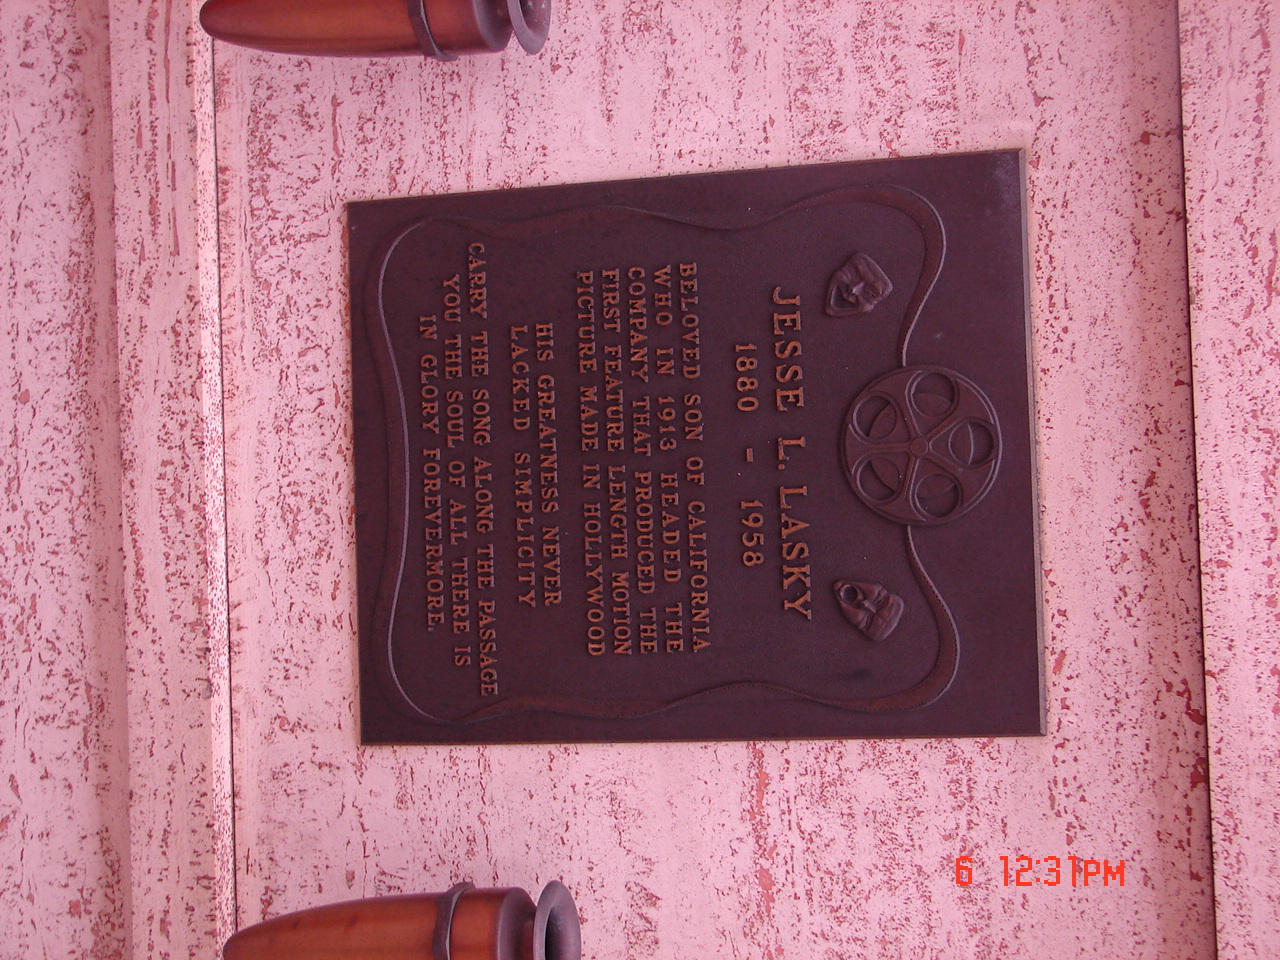 JESSE L. LASKY
1880 - 1958
BELOVED SON OF CALIFORNIA
WHO IN 1913 HEADED THE
COMPANY THAT PRODUCED THE
FIRST FEATURE LENGTH MOTION
PICTURE MADE IN HOLLYWOOD
HIS GREATNESS NEVER
LACKED SIMPLICITY
CARRY THE SONG ALONG THE PASSAGE
YOU THE SOUL OF ALL THERE IS
IN GLORY FOREVERMORE.
6 12:31PM